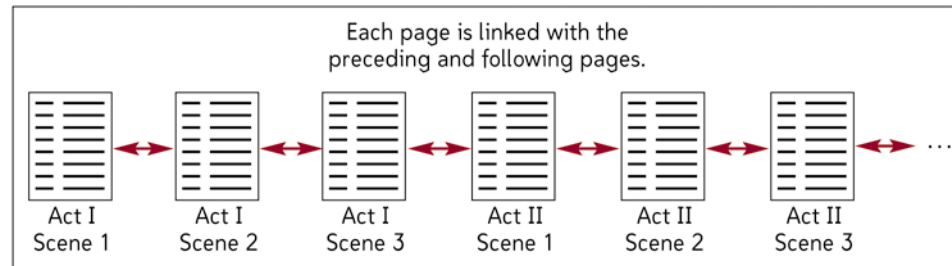 Each page is linked with the
preceding and following pages.
...
Act I
Scene 1
Act I
Scene 2
Act I
Scene 3
Act II
Scene 1
Act II
Scene 2
Act II
Scene 3